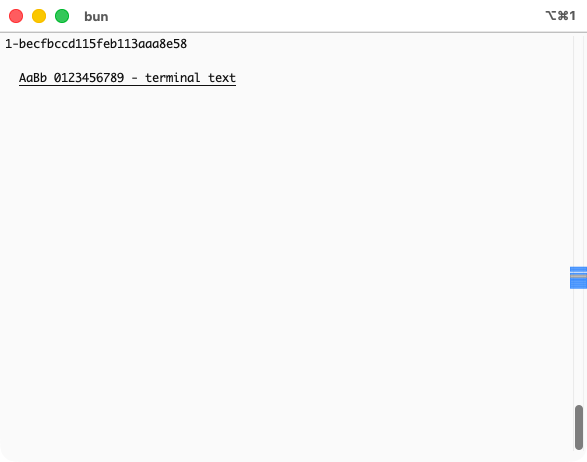 bun
⌥⌘1
1-becfbccd115feb113aaa8e58
AaBb 0123456789 - terminal text